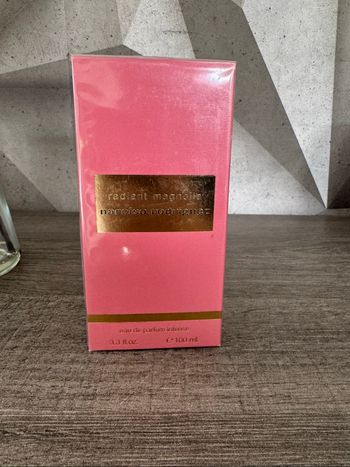 radiant magnolia
narciso rodriguez
eau de parfum intense
3.3 fl.oz. ℮ 100 ml